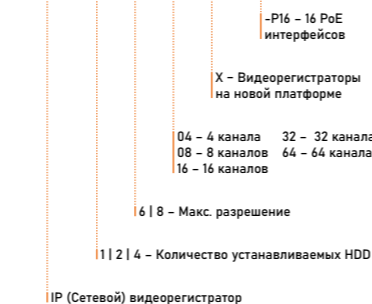 -P16 – 16 PoE
интерфейсов
X – Видеорегистраторы
на новой платформе
04 – 4 канала 32 – 32 канала
08 – 8 каналов 64 – 64 канала
16 – 16 каналов
6 | 8 – Макс. разрешение
1 | 2 | 4 – Количество устанавливаемых HDD
IP (Сетевой) видеорегистратор